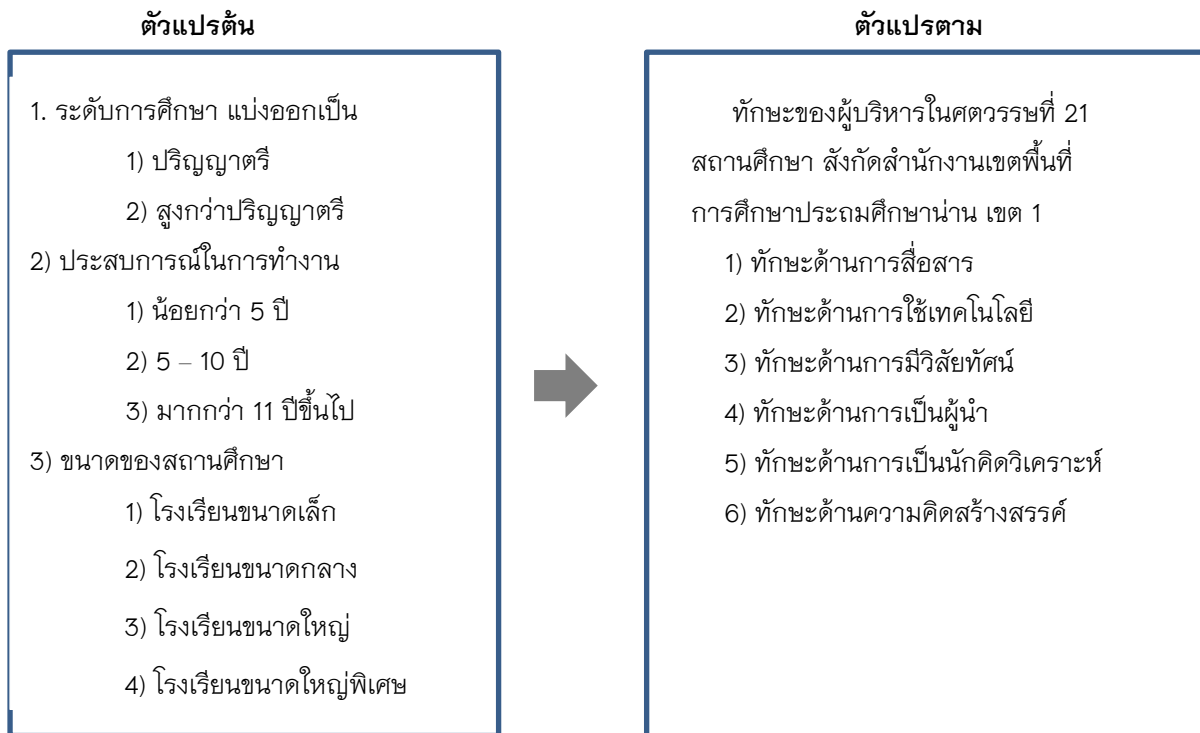 ตัวแปรต้น
1. ระดับการศึกษา แบ่งออกเป็น
1) ปริญญาตรี
2) สูงกว่าปริญญาตรี
2) ประสบการณ์ในการทำงาน
1) น้อยกว่า 5 ปี
2) 5 – 10 ปี
3) มากกว่า 11 ปีขึ้นไป
3) ขนาดของสถานศึกษา
1) โรงเรียนขนาดเล็ก
2) โรงเรียนขนาดกลาง
3) โรงเรียนขนาดใหญ่
4) โรงเรียนขนาดใหญ่พิเศษ
ตัวแปรตาม
ทักษะของผู้บริหารในศตวรรษที่ 21
สถานศึกษา สังกัดสำนักงานเขตพื้นที่
การศึกษาประถมศึกษาน่าน เขต 1
1) ทักษะด้านการสื่อสาร
2) ทักษะด้านการใช้เทคโนโลยี
3) ทักษะด้านการมีวิสัยทัศน์
4) ทักษะด้านการเป็นผู้นำ
5) ทักษะด้านการเป็นนักคิดวิเคราะห์
6) ทักษะด้านความคิดสร้างสรรค์